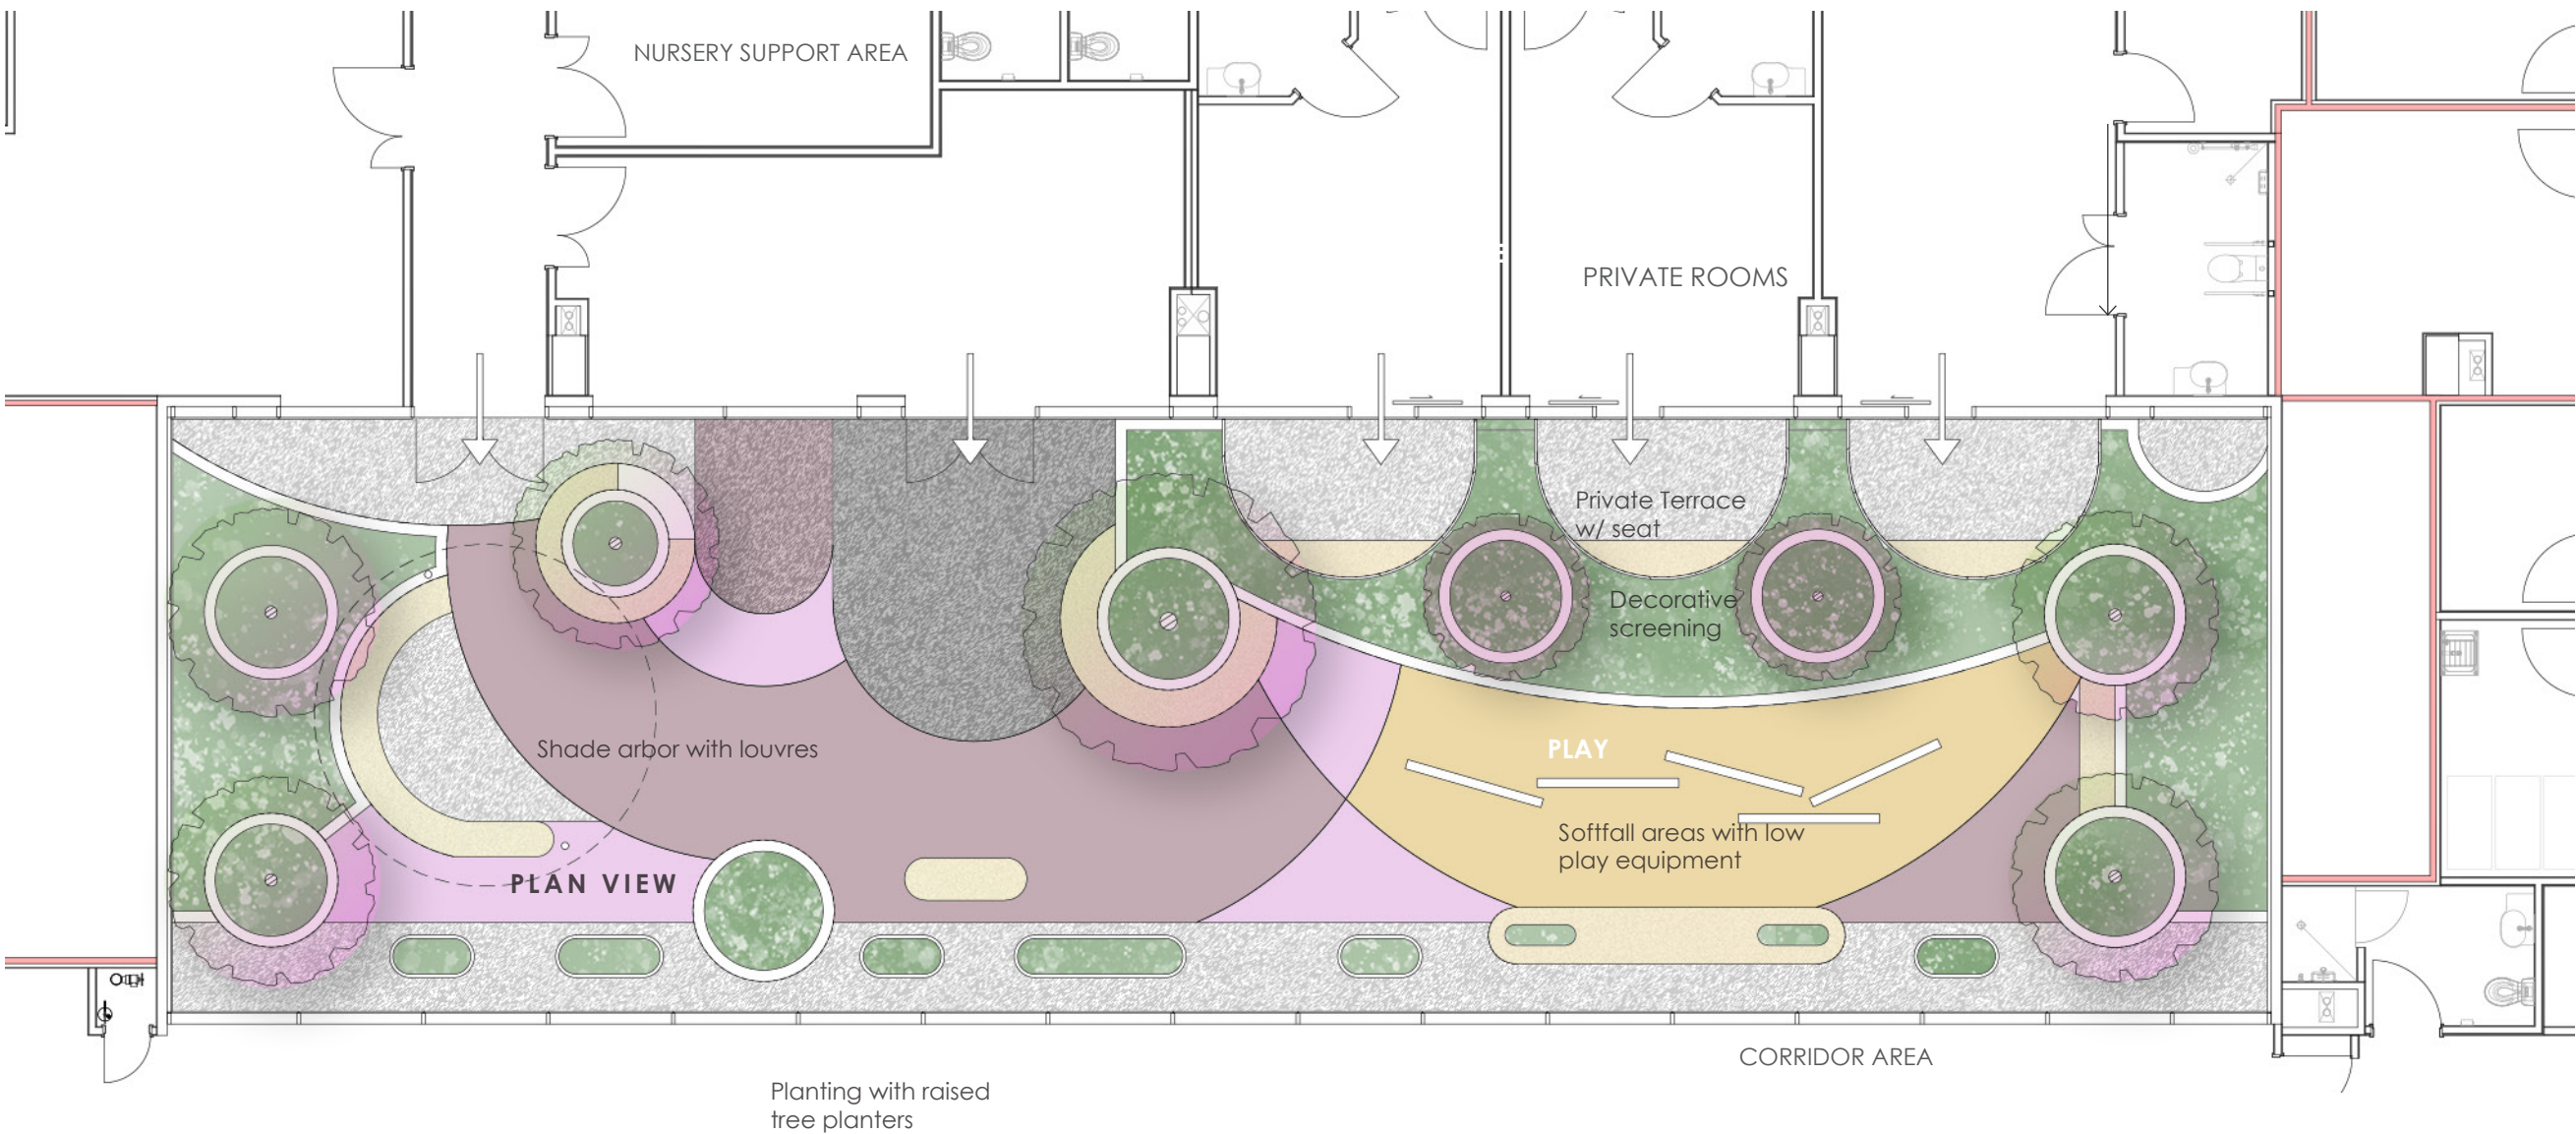 NURSERY SUPPORT AREA
PRIVATE ROOMS
Private Terrace
w/ seat
Decorative
screening
Shade arbor with louvres
PLAY
Softfall areas with low
play equipment
PLAN VIEW
CORRIDOR AREA
Planting with raised
tree planters